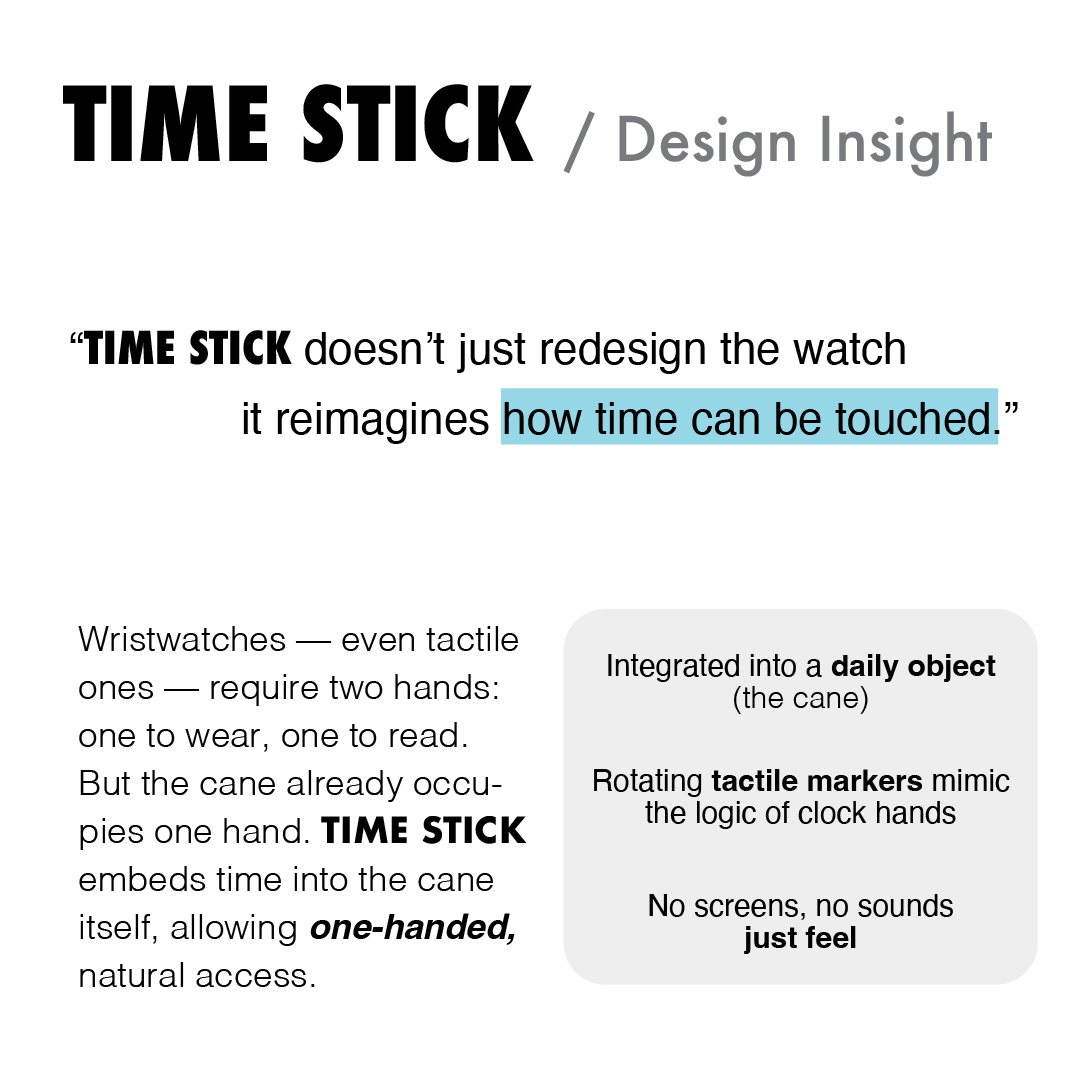 TIME STICK / Design Insight
“TIME STICK doesn’t just redesign the watch
it reimagines how time can be touched.”
Wristwatches — even tactile
ones — require two hands:
one to wear, one to read.
But the cane already occu-
pies one hand. TIME STICK
embeds time into the cane
itself, allowing one-handed,
natural access.
Integrated into a daily object
(the cane)
Rotating tactile markers mimic
the logic of clock hands
No screens, no sounds
just feel